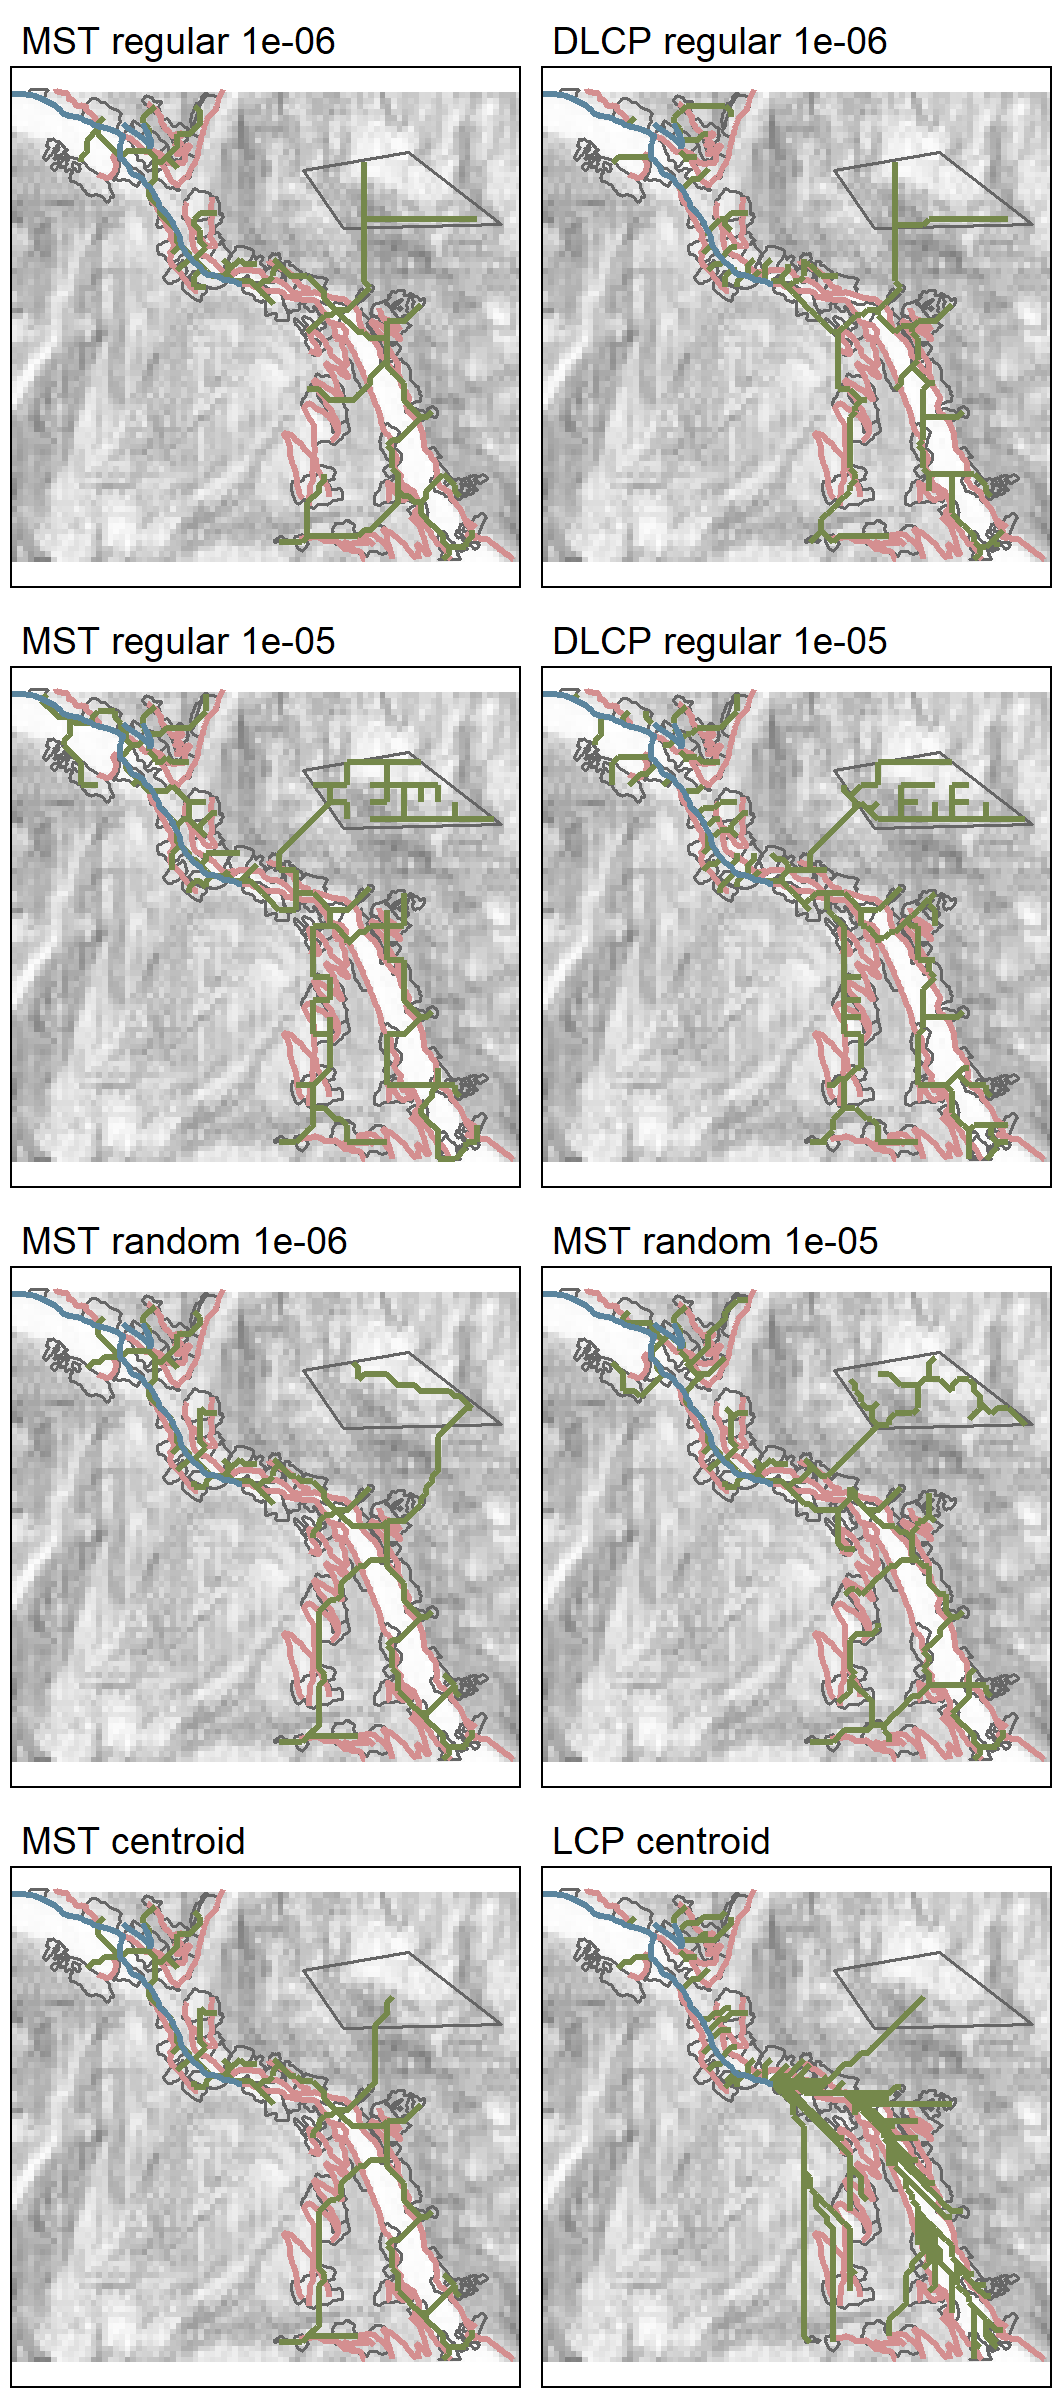 MST regular 1e-06
DLCP regular 1e-06
MST regular 1e-05
DLCP regular 1e-05
MST random 1e-06
MST random 1e-05
MST centroid
LCP centroid